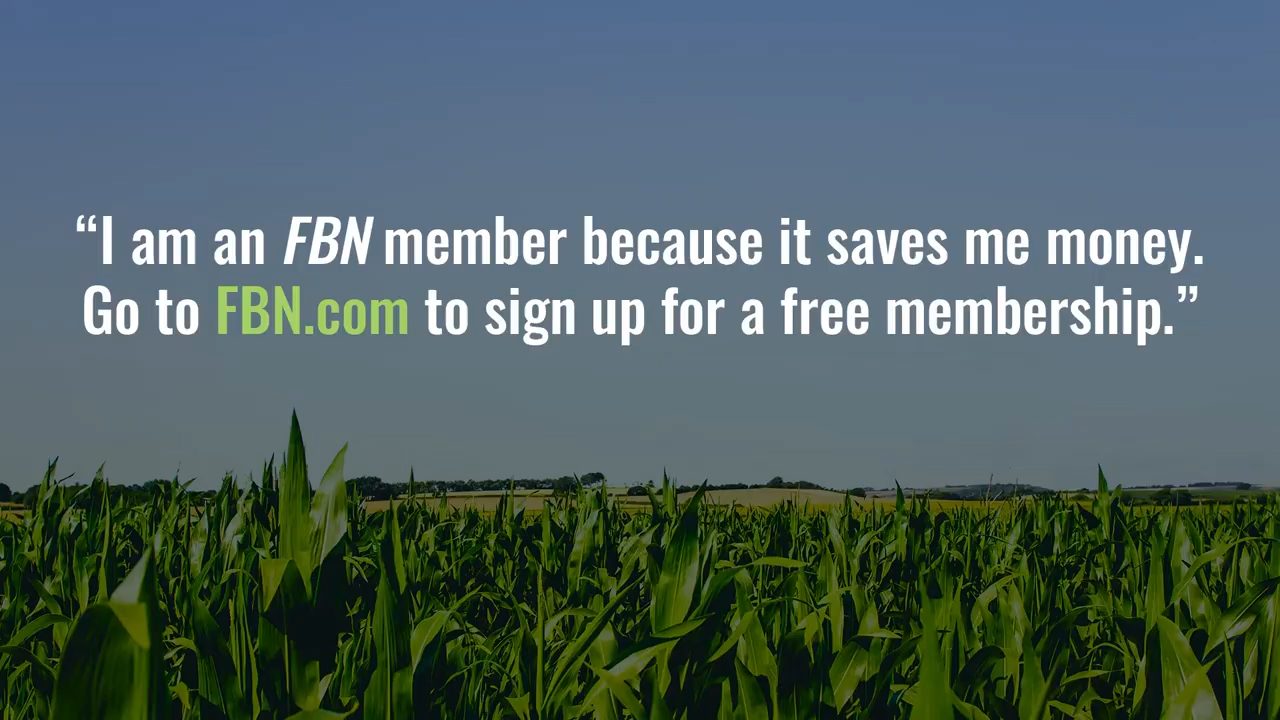 “I am an FBN member because it saves me money.
Go to FBN.com to sign up for a free membership.”